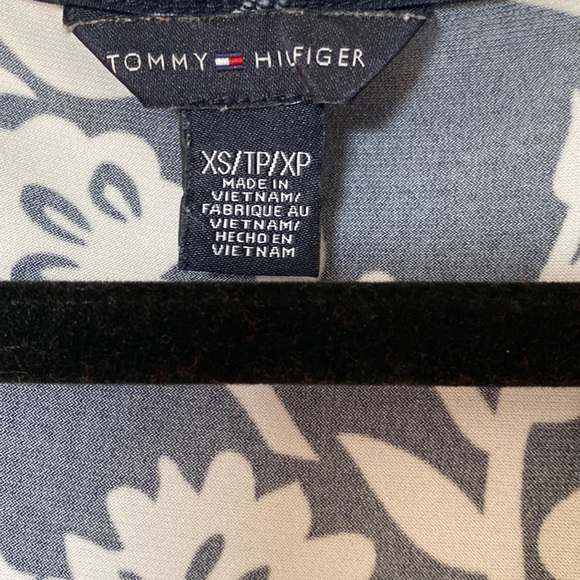 TOMMY HILFIGER
XS/TP/XP
MADE IN
VIETNAM/
FABRIQUE AU
VIETNAM/
HECHO EN
VIETNAM